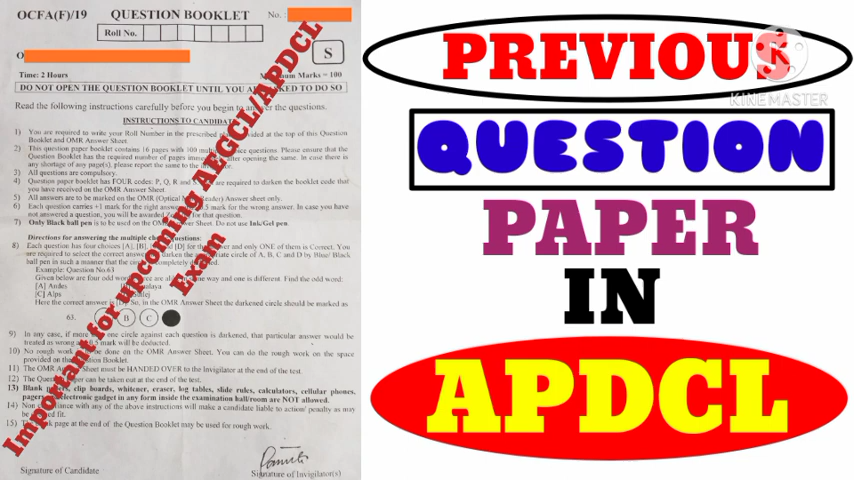 OCFA(F)/19 QUESTION BOOKLET No. :
Roll No.
O
S
Time: 2 Hours Maximum Marks = 100
DO NOT OPEN THE QUESTION BOOKLET UNTIL YOU ARE ASKED TO DO SO
Read the following instructions carefully before you begin to answer the questions.
INSTRUCTIONS TO CANDIDATE
1) You are required to write your Roll Number in the prescribed place provided at the top of this Question
Booklet and OMR Answer Sheet.
2) This question paper booklet contains 16 pages with 100 multiple choice questions. Please ensure that the
Question Booklet has the required number of pages immediately after opening the same. In case there is
any shortage of any page(s), please report the same to the
3) All questions are compulsory.
4) Question paper booklet has FOUR codes: P, Q, R and S. You are required to darken the booklet code that
you have received on the OMR Answer Sheet
5) All answers are to be marked on the OMR (Optical Mark Reader) Answer sheet only.
6) Each question carries +1 mark for the right answer .5 mark for the wrong answer. In case you have
not answered a question, you will be awarded for that question.
7) Only Black ball pen is to be used on the OMR Answer Sheet. Do not use Ink/Gel pen.
Directions for answering the multiple choice questions:
8) Each question has four choices [A], [B], and [D] for the answer and only ONE of them is Correct. You
are required to select the correct darken the appropriate circle of A, B, C and D by Blue/ Black
ball pen in such a manner that the completely
Example: Question No.63
Given below are four odd words three are alike in same way and one is different. Find the odd word:
[A] Andes
[C] Alps
Here the correct answer is [D]. So, in the OMR Answer Sheet the darkened circle should be marked as
63. B C
9) In any case, if more than one circle against each question is darkened, that particular answer would be
treated as wrong and 0.5 mark will be deducted.
10) No rough work to be done on the OMR Answer Sheet. You can do the rough work on the space
provided on the Question Booklet.
11) The OMR Answer Sheet must be HANDED OVER to the Invigilator at the end of the test.
12) The Question Paper can be taken out at the end of the test.
13) Blank papers, clip boards, whitener, eraser, log tables, slide rules, calculators, cellular phones,
pagers electronic gadget in any form inside the examination hall/room are NOT allowed.
14) Non compliance with any of the above instructions will make a candidate liable to action/ penalty as may
be deemed fit.
15) page at the end of the Question Booklet may be used for rough work.
Signature of Candidate Signature of Invigilator(s)
Important for upcoming AEGCL/APDCL
Exam
PREVIOUS
KINEMASTER
QUESTION
PAPER
IN
APDCL